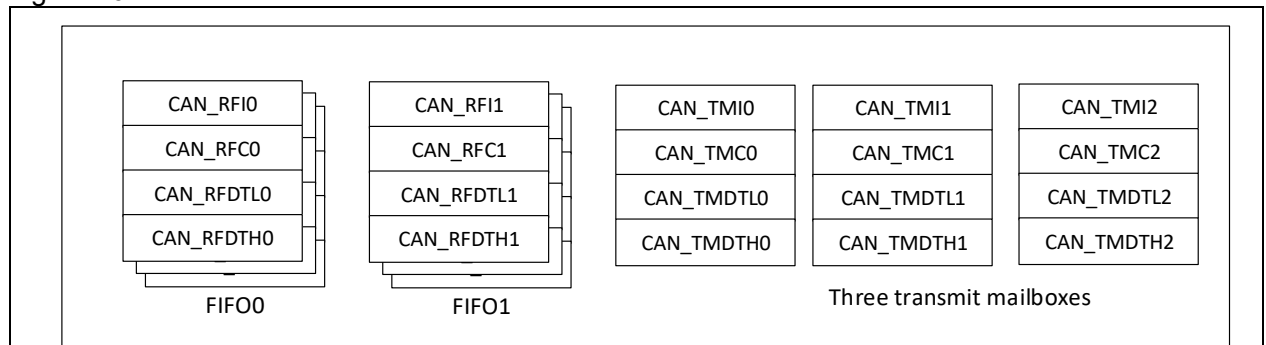 CAN_RFI0
CAN_RFC0
CAN_RFDTL0
CAN_RFDTH0
FIFO0
CAN_RFI1
CAN_RFC1
CAN_RFDTL1
CAN_RFDTH1
FIFO1
CAN_TMI0
CAN_TMC0
CAN_TMDTL0
CAN_TMDTH0
CAN_TMI1
CAN_TMC1
CAN_TMDTL1
CAN_TMDTH1
CAN_TMI2
CAN_TMC2
CAN_TMDTL2
CAN_TMDTH2
Three transmit mailboxes